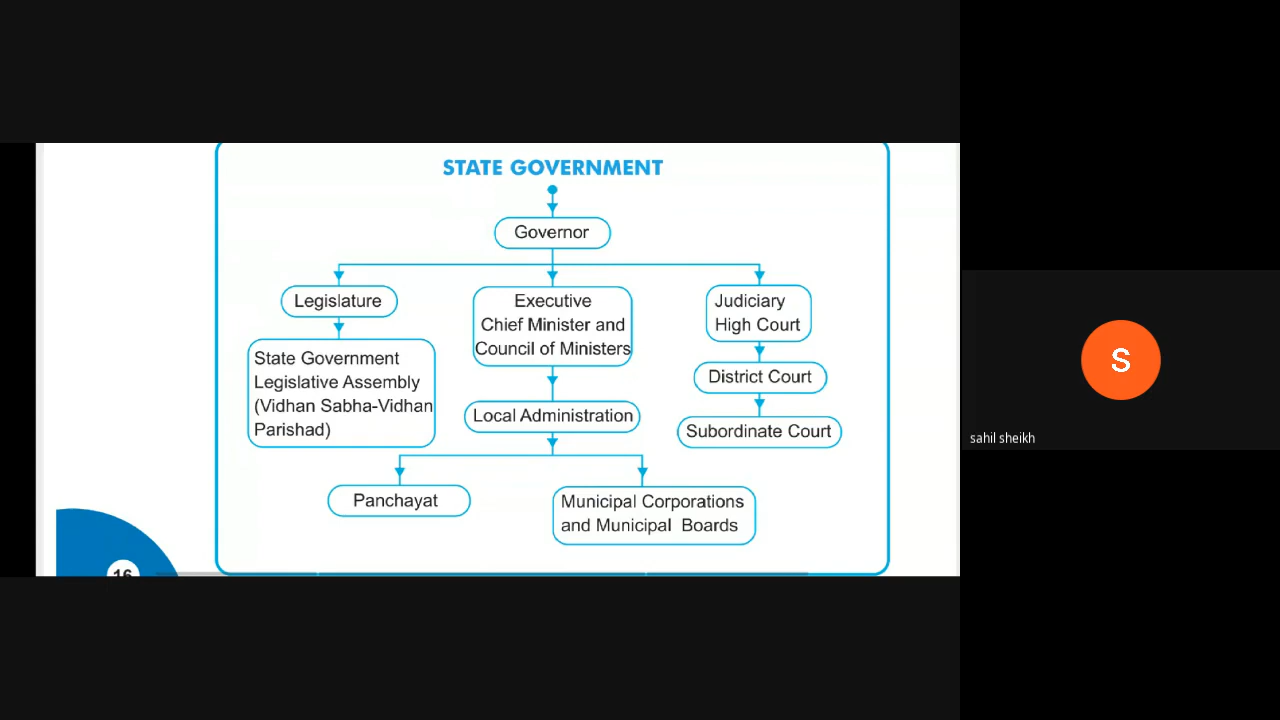 STATE GOVERNMENT
Governor
Legislature
Executive
Chief Minister and
Council of Ministers
Judiciary
High Court
State Government
Legislative Assembly
(Vidhan Sabha-Vidhan
Parishad)
District Court
Local Administration
Subordinate Court
Panchayat
Municipal Corporations
and Municipal Boards
16
S
sahil sheikh